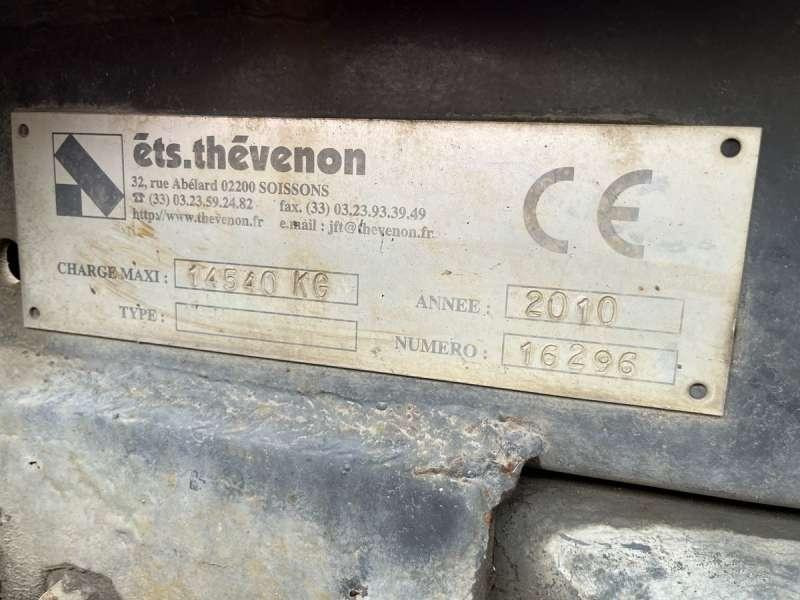 éts.thévenon
32, rue Abélard 02200 SOISSONS
☎ (33) 03.23.59.24.82 fax. (33) 03.23.93.39.49
http://www.thevenon.fr e.mail : jft@thevenon.fr
CE
CHARGE MAXI : 14540 KG
TYPE :
ANNEE : 2010
NUMERO : 16296